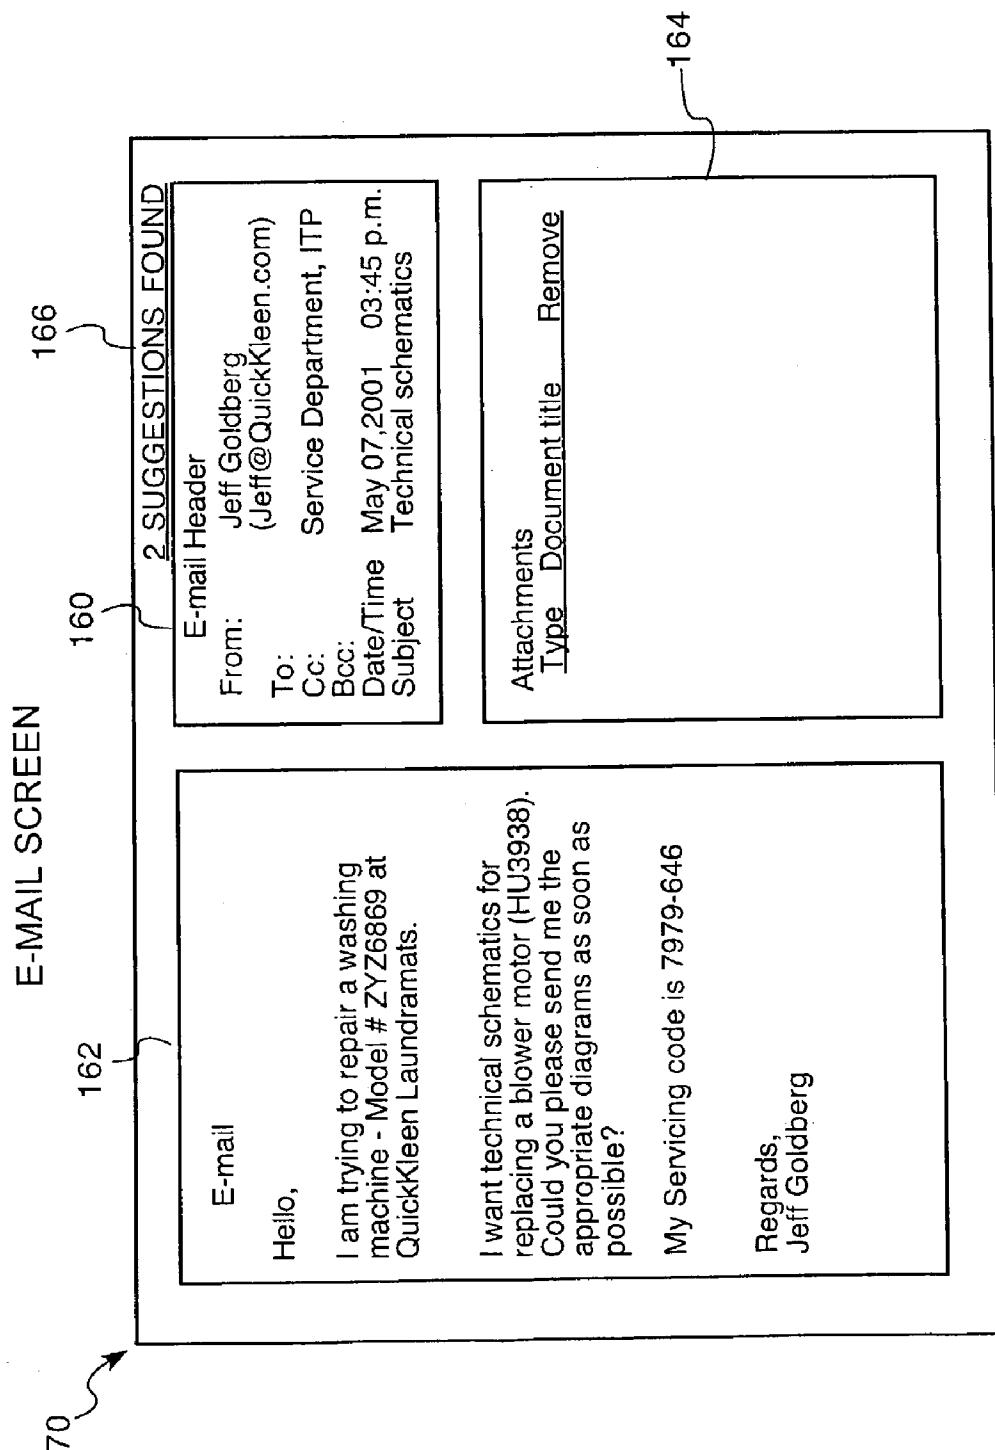 E-MAIL SCREEN
70
162
160
166
164
2 SUGGESTIONS FOUND
E-mail
Hello,
I am trying to repair a washing
machine - Model # ZYZ6869 at
QuickKleen Laundramats.
I want technical schematics for
replacing a blower motor (HU3938).
Could you please send me the
appropriate diagrams as soon as
possible?
My Servicing code is 7979-646
Regards,
Jeff Goldberg
E-mail Header
From: Jeff Goldberg
(Jeff@QuickKleen.com)
To: Service Department, ITP
Cc:
Bcc:
Date/Time May 07,2001 03:45 p.m.
Subject Technical schematics
Attachments
Type Document title Remove